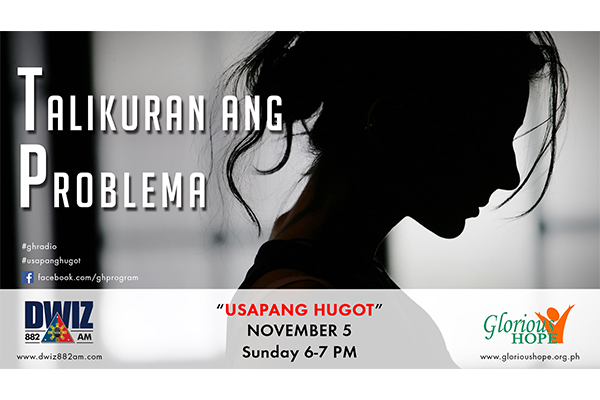 TALIKURAN ANG
PROBLEMA
#ghradio
#usapanghugot
facebook.com/ghprogram
DWIZ
882 AM
www.dwiz882am.com
“USAPANG HUGOT”
NOVEMBER 5
Sunday 6-7 PM
Glorious
HOPE
www.glorioushope.org.ph